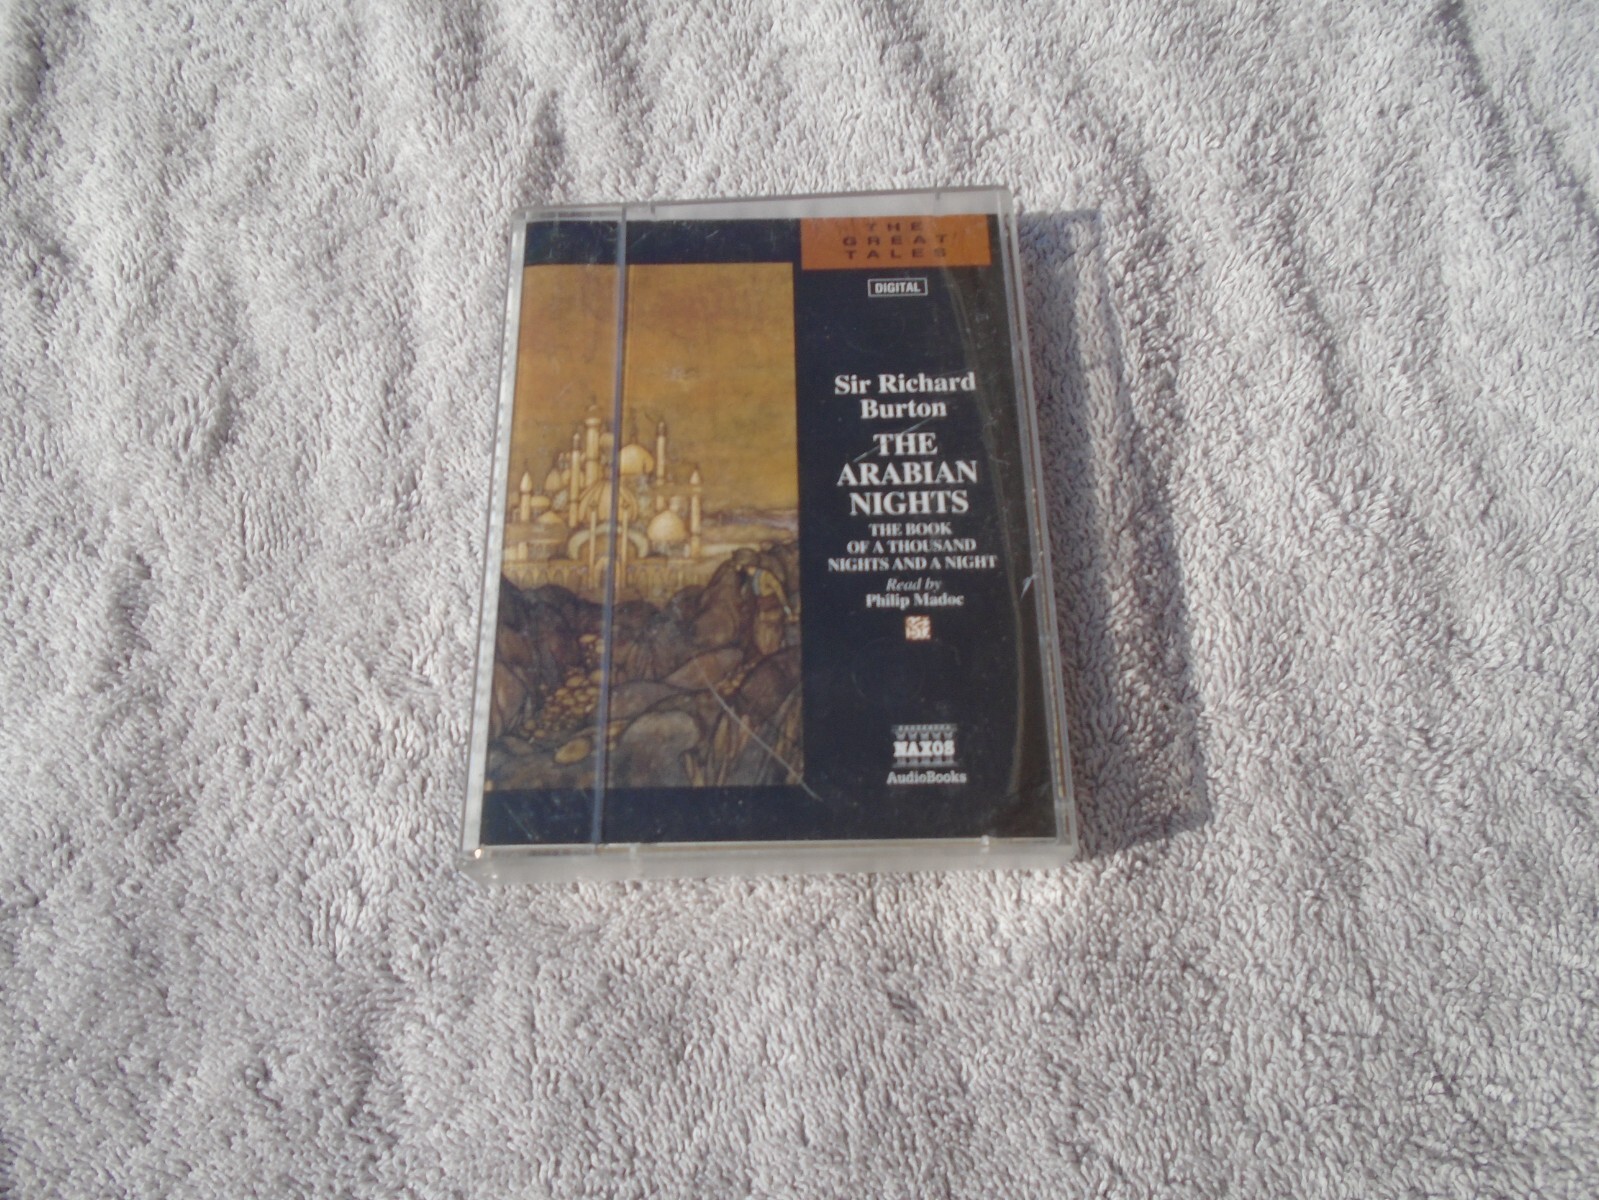 THE
GREAT
TALES
DIGITAL
Sir Richard
Burton
THE
ARABIAN
NIGHTS
THE BOOK
OF A THOUSAND
NIGHTS AND A NIGHT
Read by
Philip Madoc
NAXOS
AudioBooks